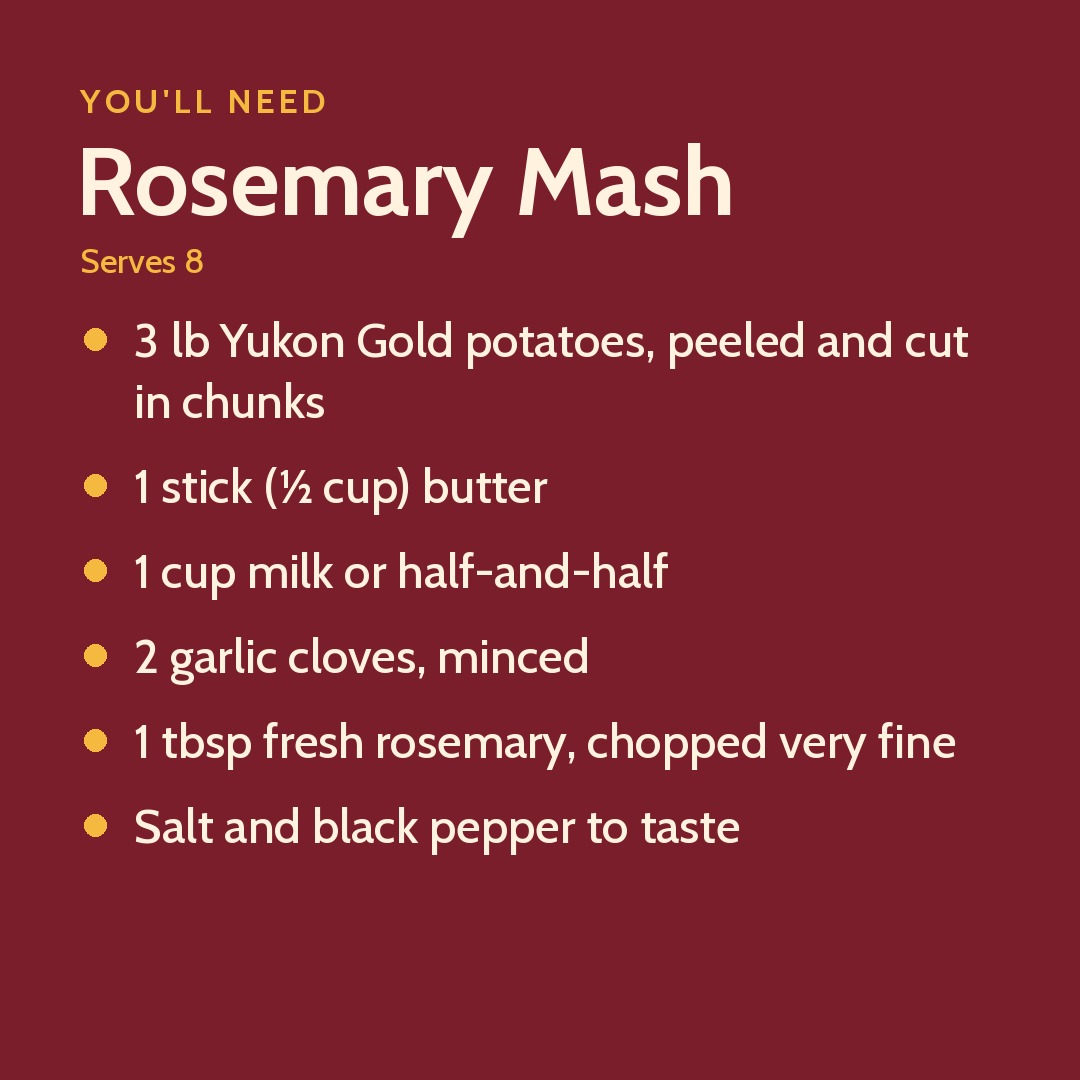 YOU'LL NEED
Rosemary Mash
Serves 8
3 lb Yukon Gold potatoes, peeled and cut
in chunks
1 stick (½ cup) butter
1 cup milk or half-and-half
2 garlic cloves, minced
1 tbsp fresh rosemary, chopped very fine
Salt and black pepper to taste